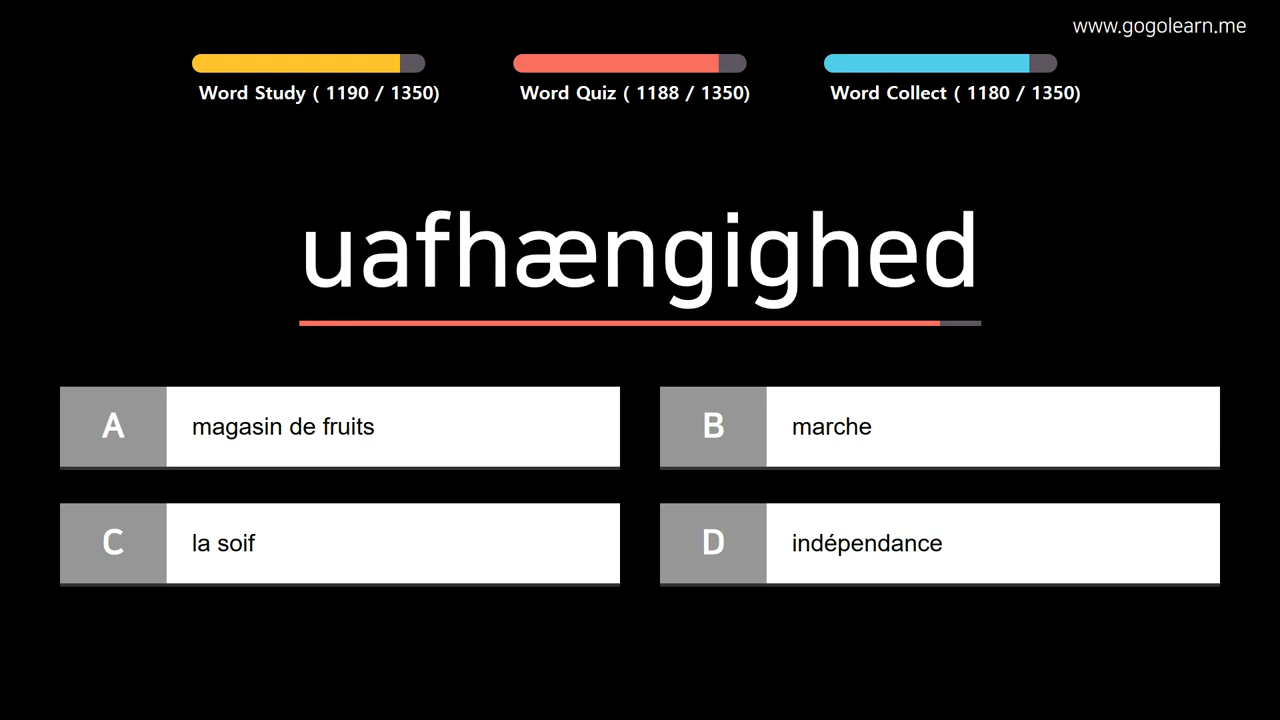 www.gogolearn.me
Word Study ( 1190 / 1350)
Word Quiz ( 1188 / 1350)
Word Collect ( 1180 / 1350)
uafhængighed
A
magasin de fruits
B
marche
C
la soif
D
indépendance